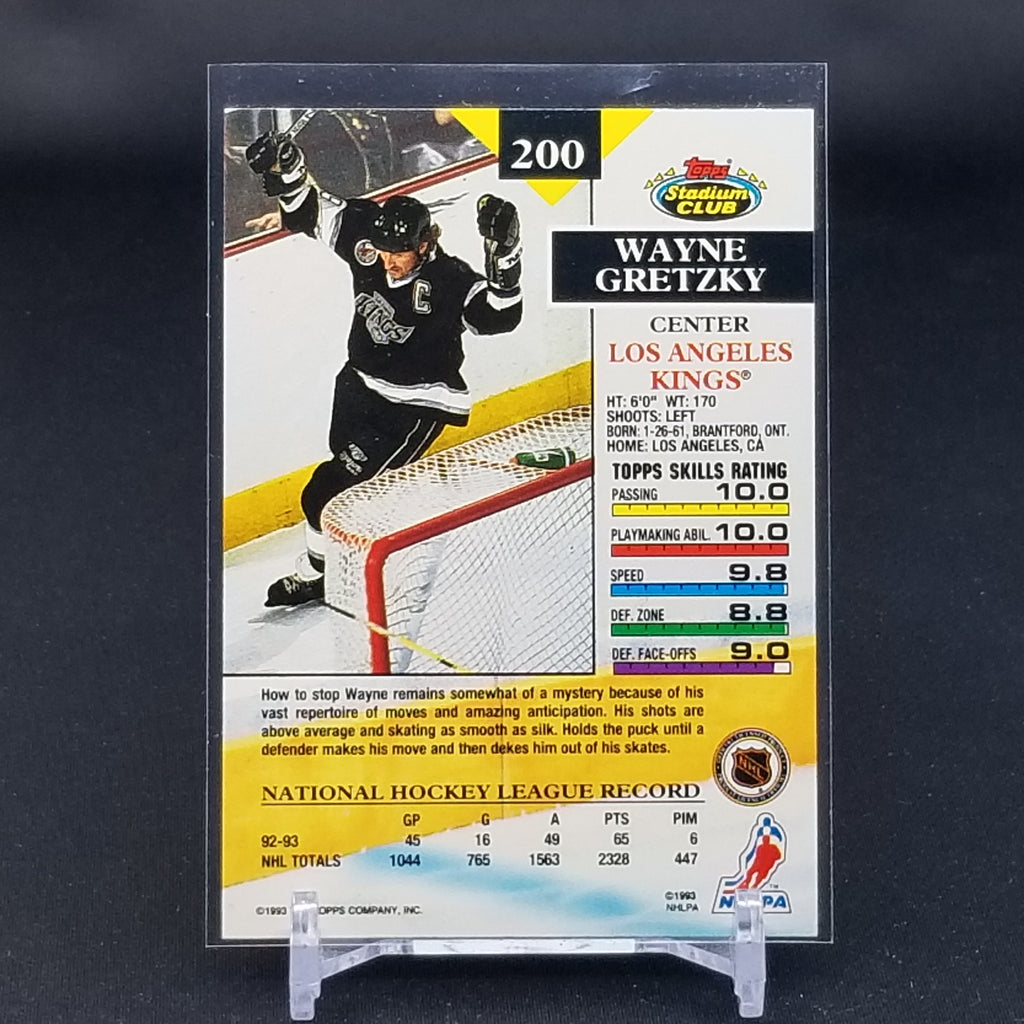 200
Topps
Stadium
CLUB
WAYNE
GRETZKY
CENTER
LOS ANGELES
KINGS®
HT: 6'0" WT: 170
SHOOTS: LEFT
BORN: 1-26-61, BRANTFORD, ONT.
HOME: LOS ANGELES, CA
TOPPS SKILLS RATING
PASSING 10.0
PLAYMAKING ABIL. 10.0
SPEED 9.8
DEF. ZONE 8.8
DEF. FACE-OFFS 9.0
C
KINGS
How to stop Wayne remains somewhat of a mystery because of his
vast repertoire of moves and amazing anticipation. His shots are
above average and skating as smooth as silk. Holds the puck until a
defender makes his move and then dekes him out of his skates.
NATIONAL HOCKEY LEAGUE RECORD
GP G A PTS PIM
92-93 45 16 49 65 6
NHL TOTALS 1044 765 1563 2328 447
NHL
©1993 OPPS COMPANY, INC.
©1993
NHLPA
NHLPA